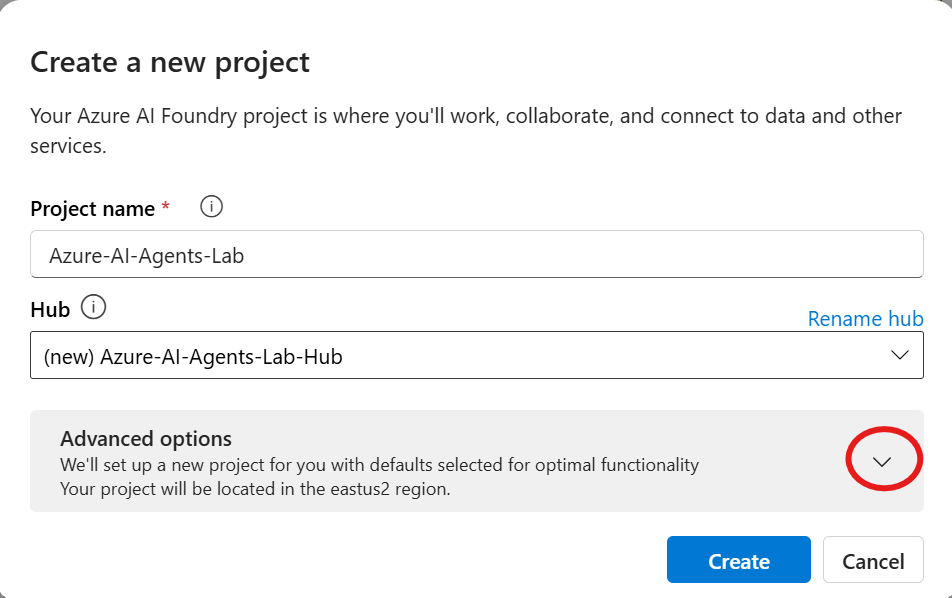 Create a new project
Your Azure AI Foundry project is where you'll work, collaborate, and connect to data and other
services.
Project name *
Azure-AI-Agents-Lab
Hub
Rename hub
(new) Azure-AI-Agents-Lab-Hub
Advanced options
We'll set up a new project for you with defaults selected for optimal functionality
Your project will be located in the eastus2 region.
Create Cancel